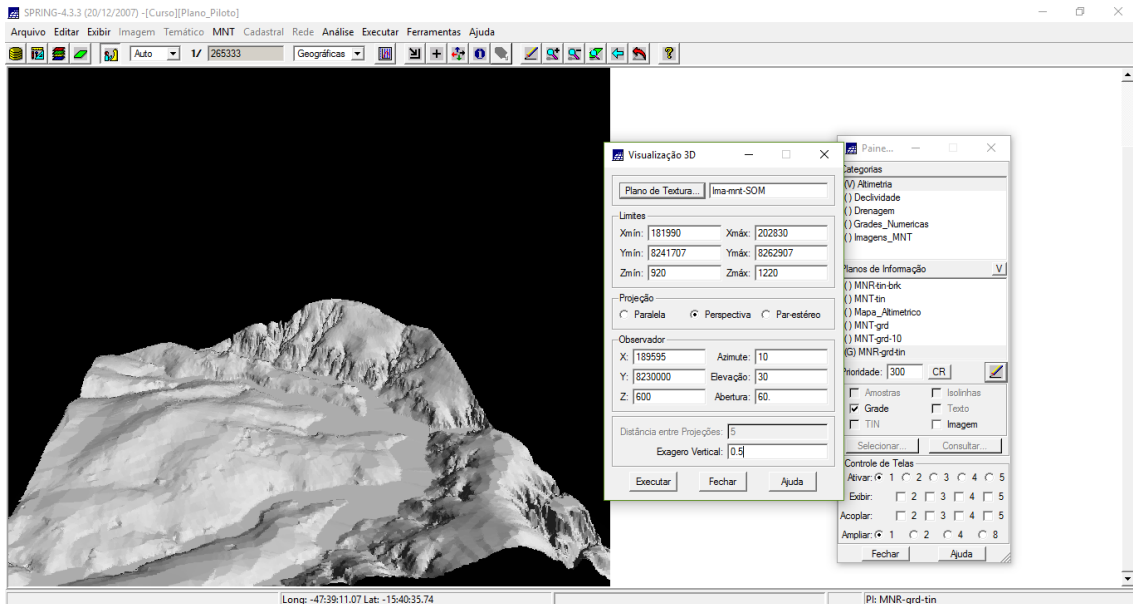 SPRING-4.3.3 (20/12/2007) -[Curso][Plano_Piloto]
Arquivo Editar Exibir Imagem Temático MNT Cadastral Rede Análise Executar Ferramentas Ajuda
Auto 1/ 265333 Geográficas
Visualização 3D
Plano de Textura... Ima-mnt-SOM
Limites
Xmín: 181990 Xmáx: 202830
Ymín: 8241707 Ymáx: 8262907
Zmín: 920 Zmáx: 1220
Projeção
Paralela Perspectiva Par-estéreo
Observador
X: 189595 Azimute: 10
Y: 8230000 Elevação: 30
Z: 600 Abertura: 60.
Distância entre Projeções: 5
Exagero Vertical: 0.5
Executar Fechar Ajuda
Paine...
Categorias
(V) Altimetria
() Declividade
() Drenagem
() Grades_Numericas
() Imagens_MNT
Planos de Informação V
() MNR-tin-brk
() MNT-tin
() Mapa_Altimetrico
() MNT-grd
() MNT-grd-10
(G) MNR-grd-tin
Prioridade: 300 CR
Amostras Isolinhas
Grade Texto
TIN Imagem
Selecionar... Consultar...
Controle de Telas
Ativar: 1 2 3 4 5
Exibir: 2 3 4 5
Acoplar: 2 3 4 5
Ampliar: 1 2 4 8
Fechar Ajuda
Long: -47:39:11.07 Lat: -15:40:35.74 PI: MNR-grd-tin